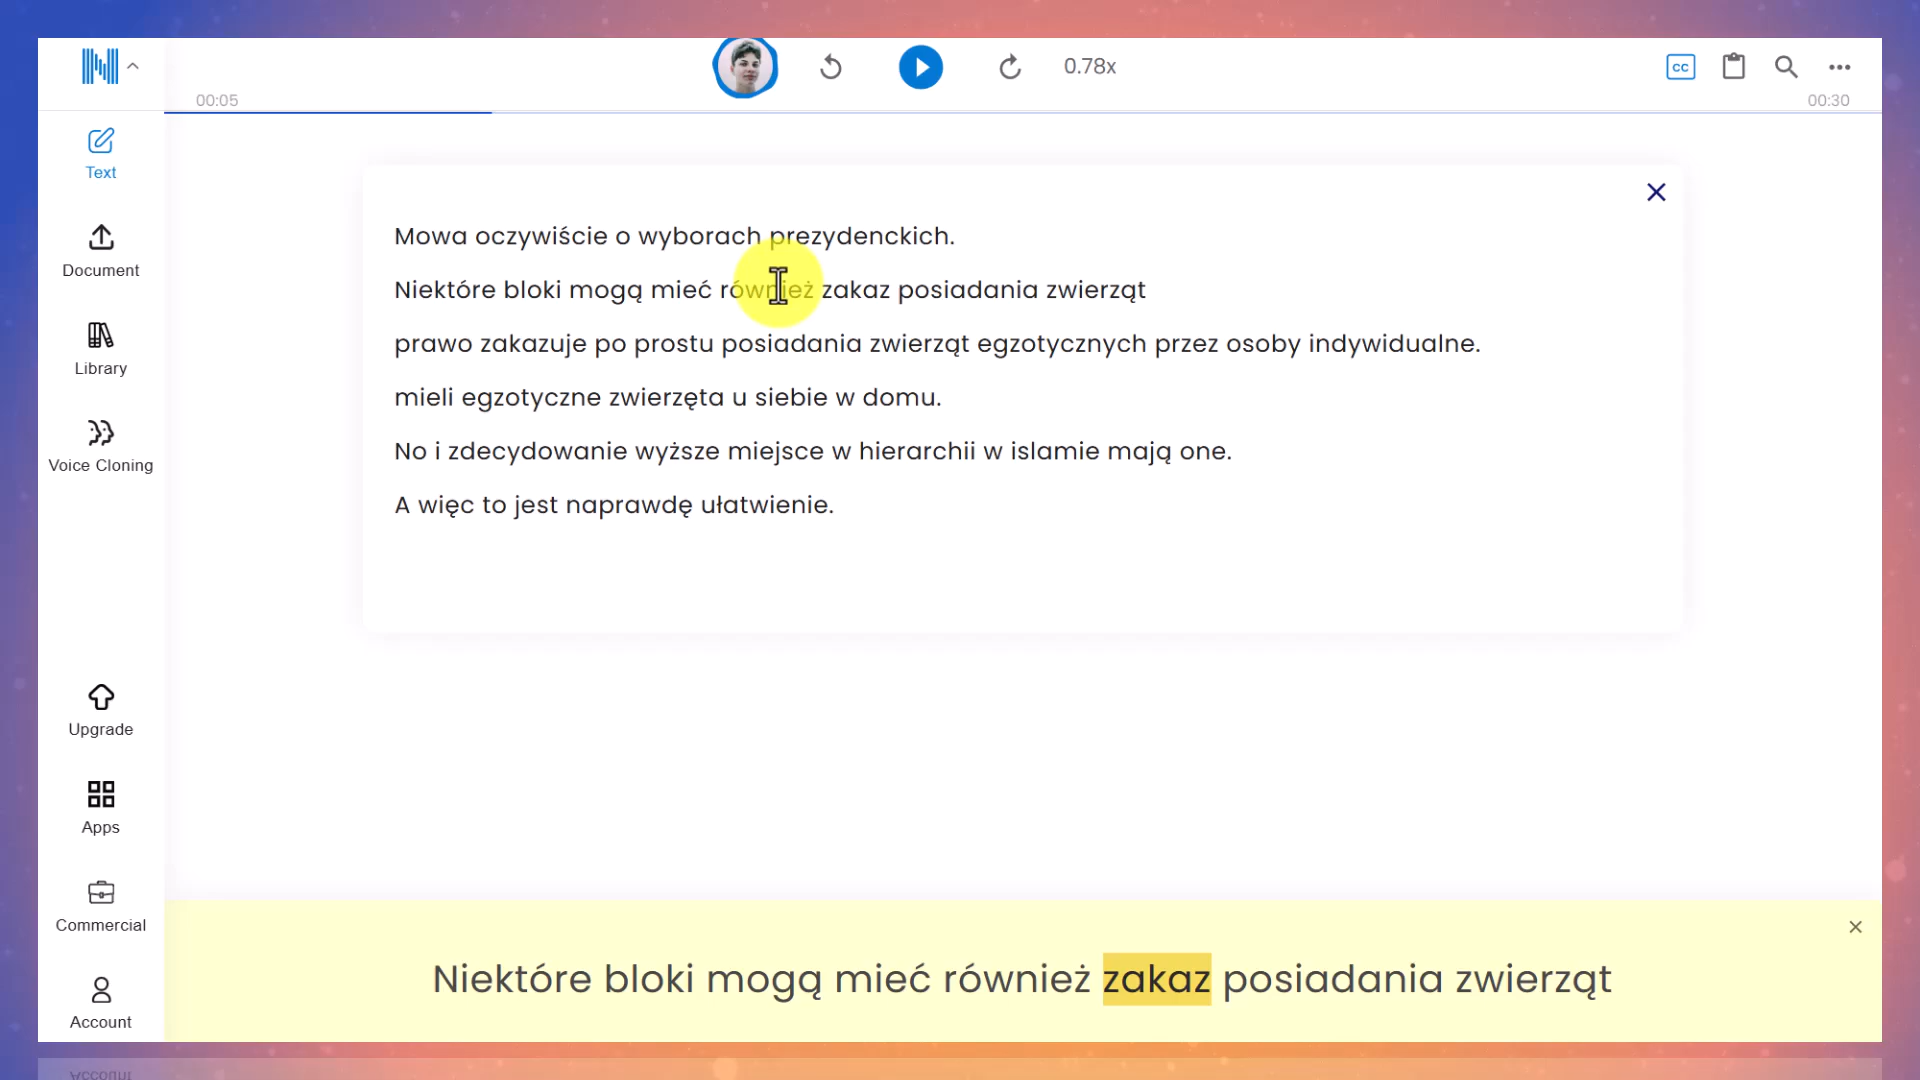 0.78x
CC
00:05
00:30
Text
Document
Library
Voice Cloning
Upgrade
Apps
Commercial
Account
Mowa oczywiście o wyborach prezydenckich.
Niektóre bloki mogą mieć również zakaz posiadania zwierząt
prawo zakazuje po prostu posiadania zwierząt egzotycznych przez osoby indywidualne.
mieli egzotyczne zwierzęta u siebie w domu.
No i zdecydowanie wyższe miejsce w hierarchii w islamie mają one.
A więc to jest naprawdę ułatwienie.
Niektóre bloki mogą mieć również zakaz posiadania zwierząt
Account